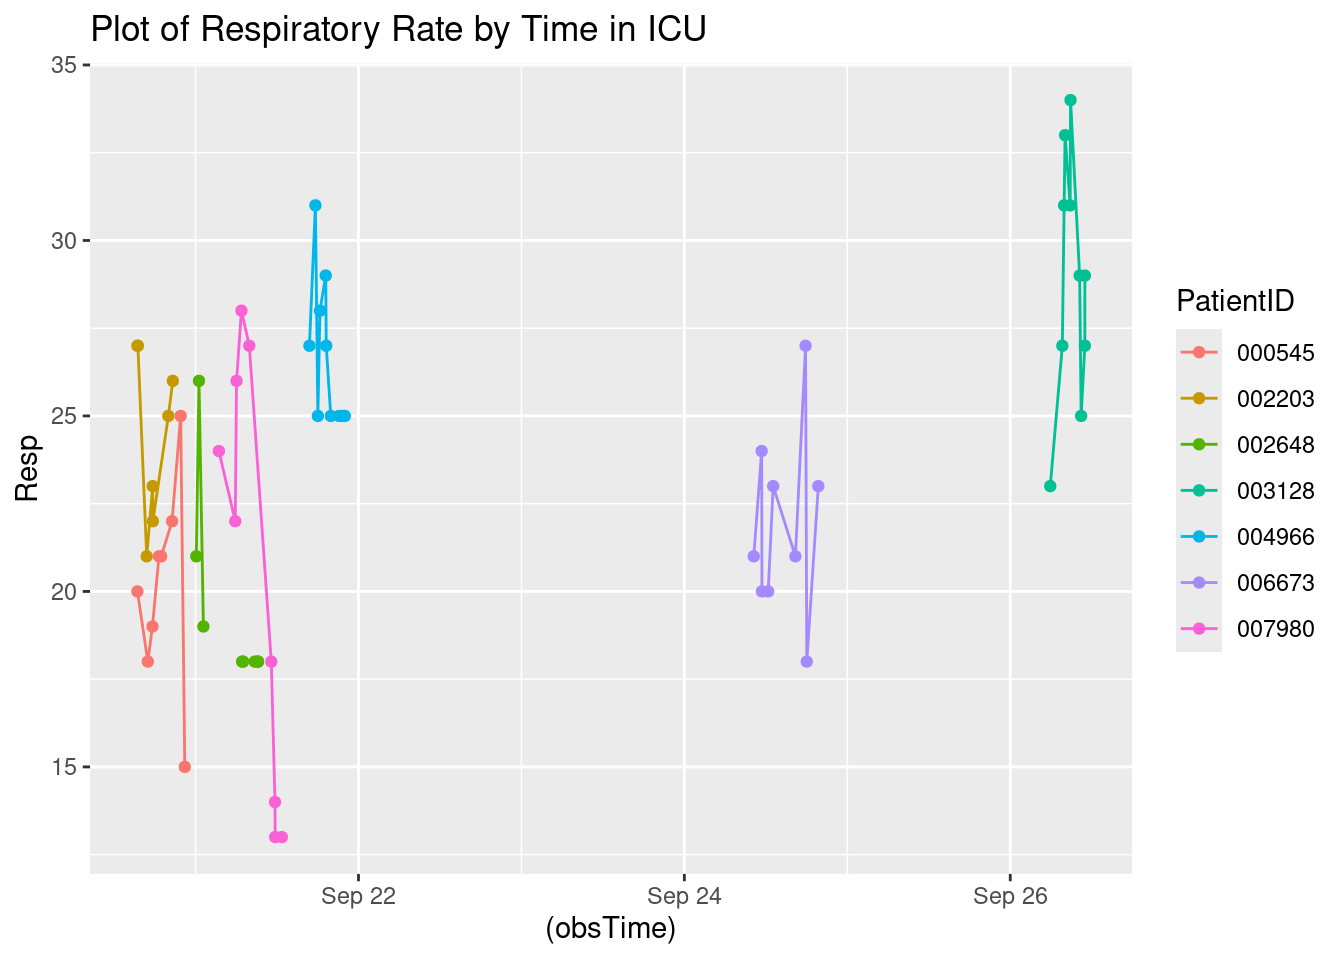 Plot of Respiratory Rate by Time in ICU
35
30
25
20
15
Resp
Sep 22
Sep 24
Sep 26
(obsTime)
PatientID
000545
002203
002648
003128
004966
006673
007980